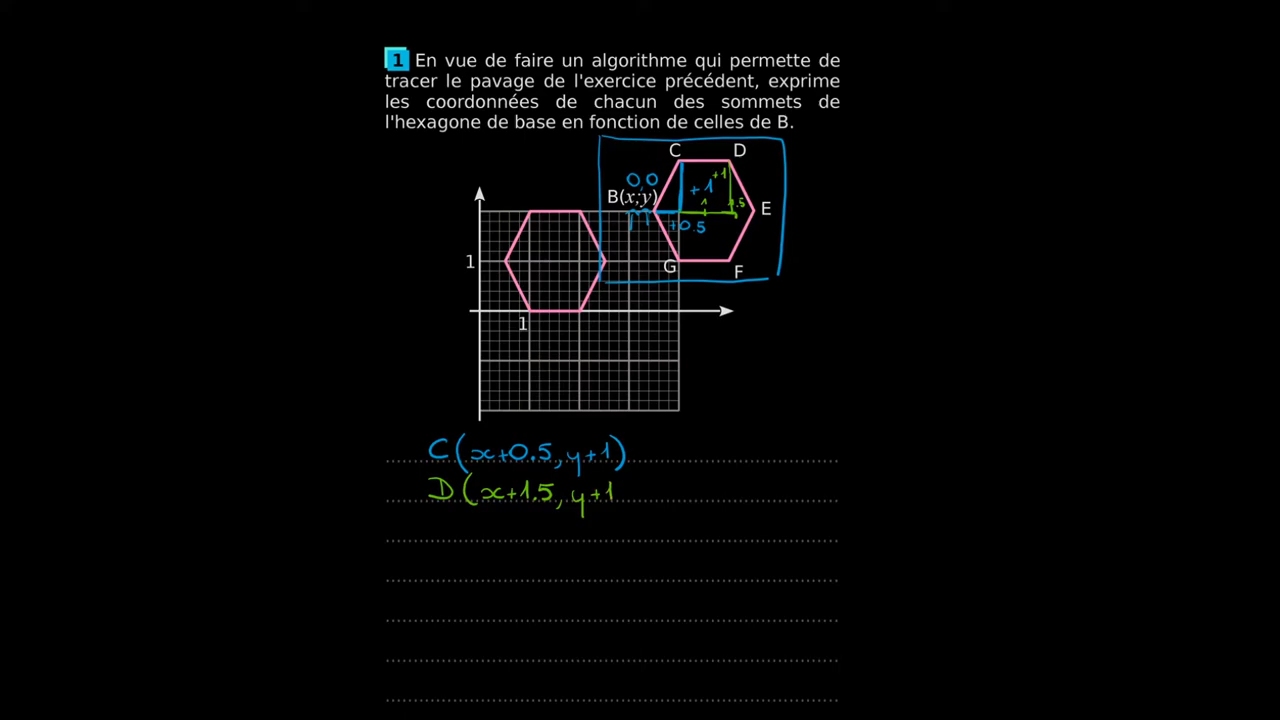 1 En vue de faire un algorithme qui permette de
tracer le pavage de l'exercice précédent, exprime
les coordonnées de chacun des sommets de
l'hexagone de base en fonction de celles de B.
C D
0,0 +1 +1
B(x;y) 1 1.5 E
+0.5
1 G F
1
C(x+0.5, y+1)
D(x+1.5, y+1